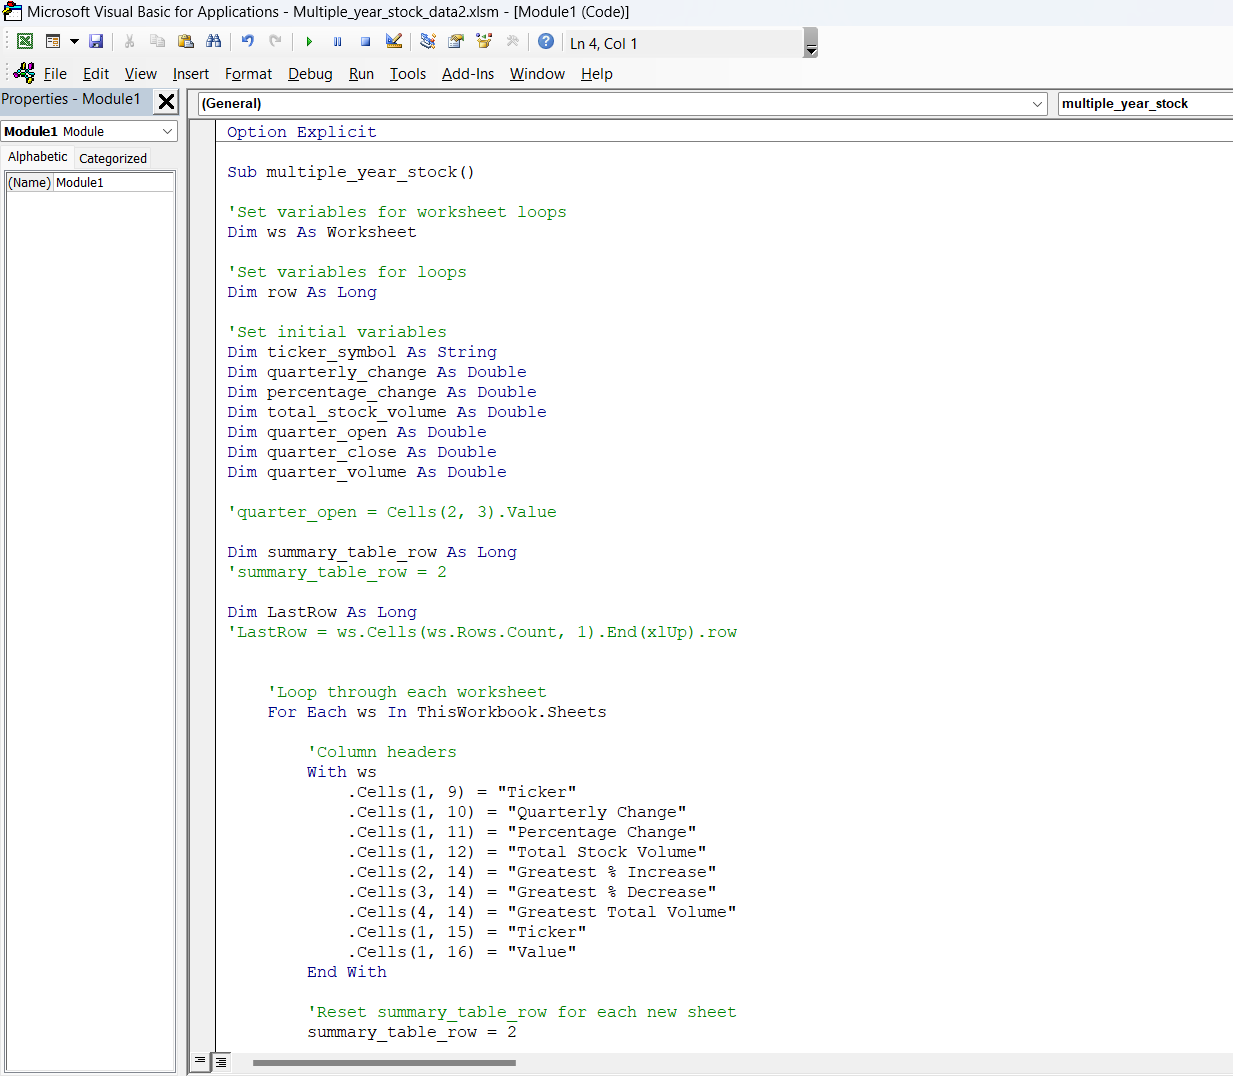 Microsoft Visual Basic for Applications - Multiple_year_stock_data2.xlsm - [Module1 (Code)]
Ln 4, Col 1
File Edit View Insert Format Debug Run Tools Add-Ins Window Help
Properties - Module1
(General)
multiple_year_stock
Module1 Module
Alphabetic Categorized
(Name) Module1
Option Explicit
Sub multiple_year_stock()
'Set variables for worksheet loops
Dim ws As Worksheet
'Set variables for loops
Dim row As Long
'Set initial variables
Dim ticker_symbol As String
Dim quarterly_change As Double
Dim percentage_change As Double
Dim total_stock_volume As Double
Dim quarter_open As Double
Dim quarter_close As Double
Dim quarter_volume As Double
'quarter_open = Cells(2, 3).Value
Dim summary_table_row As Long
'summary_table_row = 2
Dim LastRow As Long
'LastRow = ws.Cells(ws.Rows.Count, 1).End(xlUp).row
'Loop through each worksheet
For Each ws In ThisWorkbook.Sheets
'Column headers
With ws
.Cells(1, 9) = "Ticker"
.Cells(1, 10) = "Quarterly Change"
.Cells(1, 11) = "Percentage Change"
.Cells(1, 12) = "Total Stock Volume"
.Cells(2, 14) = "Greatest % Increase"
.Cells(3, 14) = "Greatest % Decrease"
.Cells(4, 14) = "Greatest Total Volume"
.Cells(1, 15) = "Ticker"
.Cells(1, 16) = "Value"
End With
'Reset summary_table_row for each new sheet
summary_table_row = 2